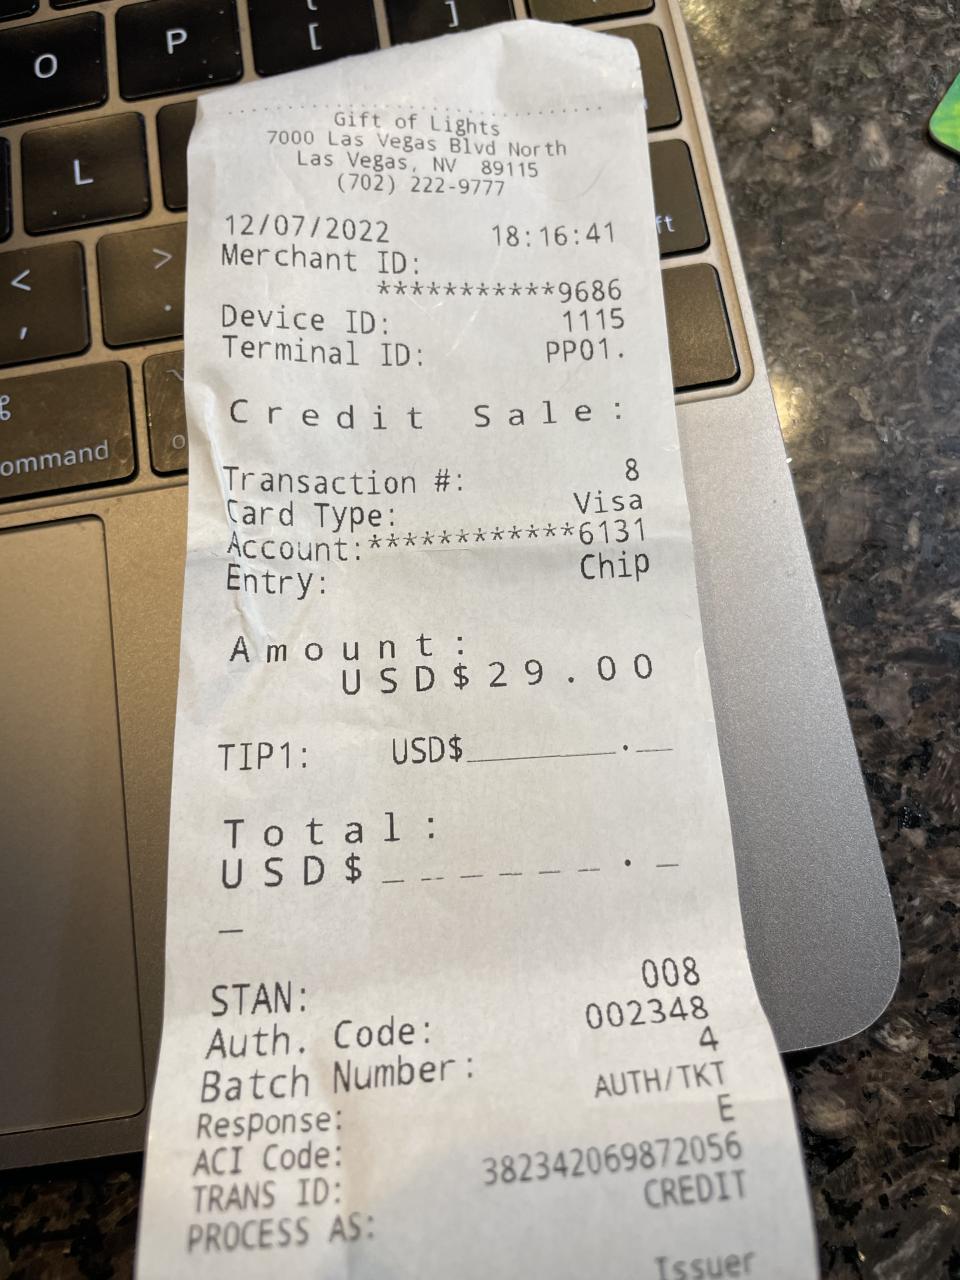 O
P
[
]
L
<
,
>
.
ommand
o
ft
Gift of Lights
7000 Las Vegas Blvd North
Las Vegas, NV 89115
(702) 222-9777
12/07/2022 18:16:41
Merchant ID:
***********9686
Device ID: 1115
Terminal ID: PP01.
Credit Sale:
Transaction #: 8
Card Type: Visa
Account:************6131
Entry: Chip
Amount:
USD$29.00
TIP1: USD$_________.__
Total:
USD$______._
_
STAN: 008
Auth. Code: 002348
Batch Number: 4
Response: AUTH/TKT
ACI Code: E
TRANS ID: 382342069872056
PROCESS AS: CREDIT
Issuer